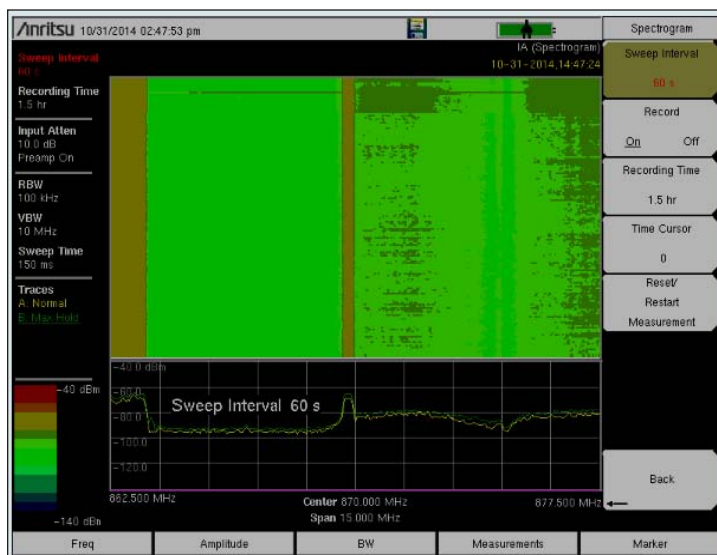 Anritsu 10/31/2014 02:47:53 pm
Spectrogram
IA (Spectrogram)
10-31-2014,14:47:24
Sweep Interval
60 s
Recording Time
1.5 hr
Input Atten
10.0 dB
Preamp On
RBW
100 kHz
VBW
10 MHz
Sweep Time
150 ms
Traces
A: Normal
B: Max Hold
-40 dBm
-140 dBm
-40.0 dBm
-60.0
-80.0
-100.0
-120.0
Sweep Interval 60 s
862.500 MHz
Center 870.000 MHz
877.500 MHz
Span 15.000 MHz
Sweep Interval
60 s
Record
On Off
Recording Time
1.5 hr
Time Cursor
0
Reset/
Restart
Measurement
Back
Freq
Amplitude
BW
Measurements
Marker